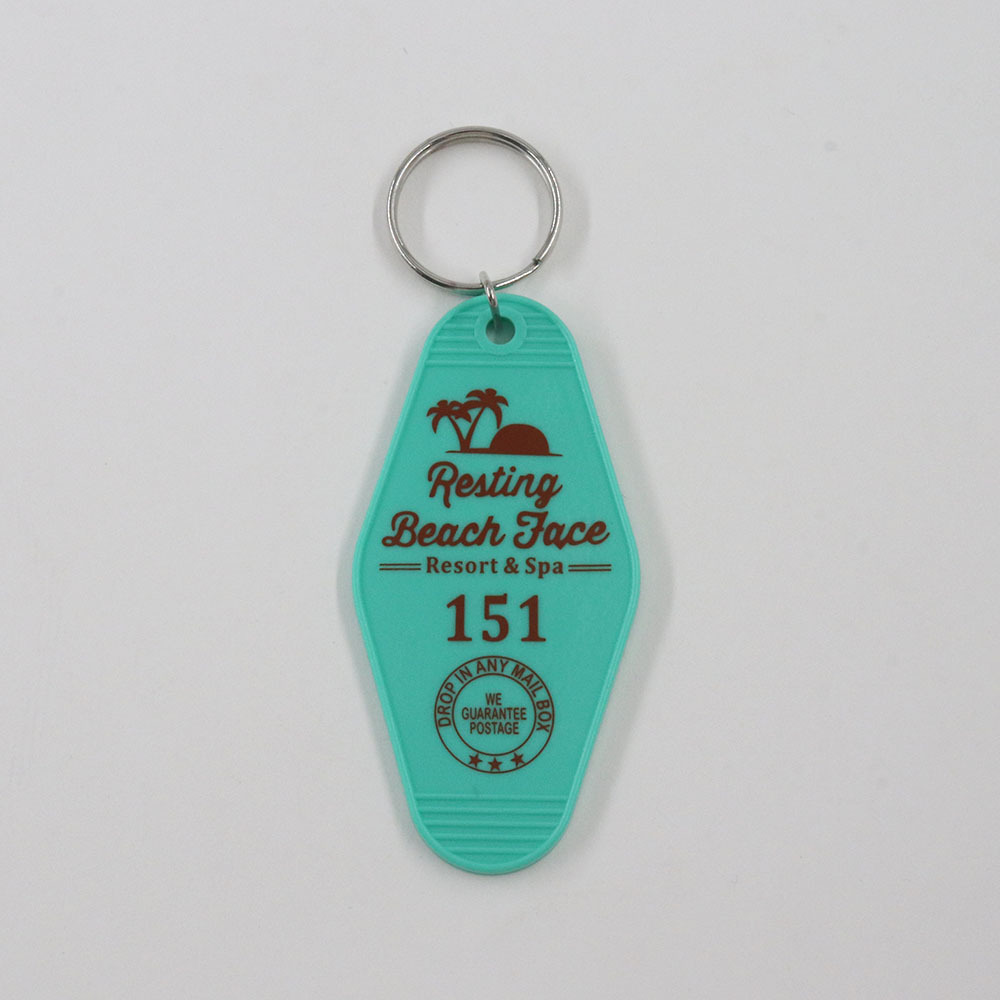 Resting
Beach Face
Resort & Spa
151
DROP IN ANY MAIL BOX
WE
GUARANTEE
POSTAGE